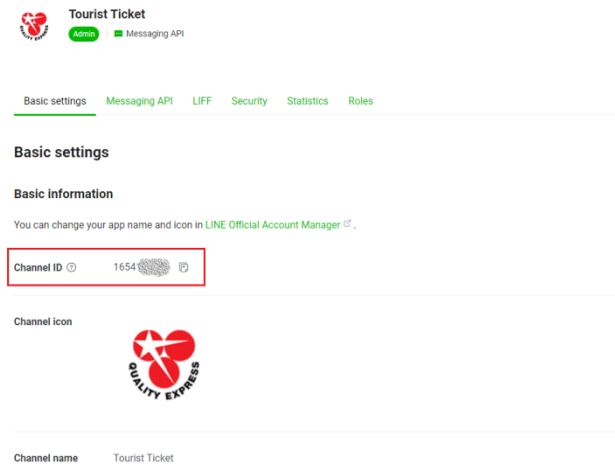 Tourist Ticket
Admin Messaging API
Basic settings Messaging API LIFF Security Statistics Roles
Basic settings
Basic information
You can change your app name and icon in LINE Official Account Manager .
Channel ID 1654
Channel icon
QUALITY EXPRESS
Channel name Tourist Ticket